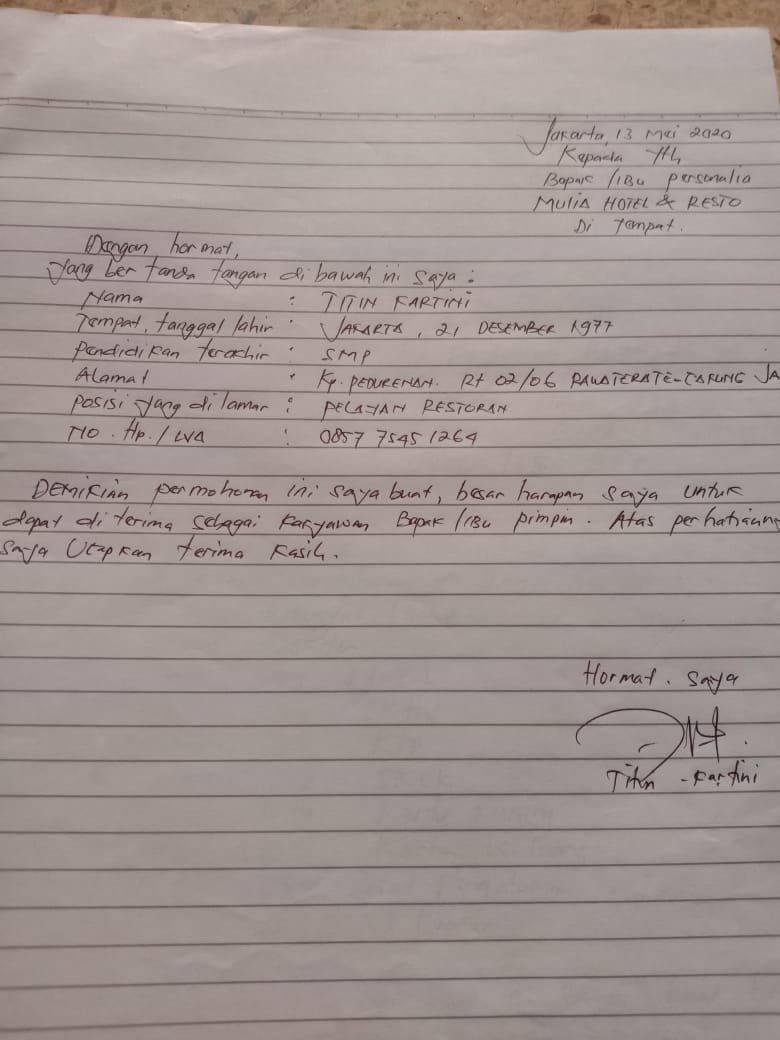 Jakarta, 13 Mei 2020
Kepada Yth
Bapak /IBu personalia
MULIA HOTEL & RESTO
Di Tempat.
Dengan hormat,
yang ber tanda tangan di bawah ini saya :
Nama : TITIN KARTINI
Tempat, tanggal lahir : JAKARTA, 21 DESEMBER 1977
Pendidikan terakhir : SMP
Alamat : Kp. PEDURENAN. Rt 02/06 RAWATERATE-CAKUNG JA
posisi yang di lamar : PELAYAN RESTORAN
NO. Hp. / WA : 0857 7545 1264
DEMIKIAN permohonan ini saya buat, besar harapan saya untuk
dapat di terima sebagai karyawan Bapak /IBu pimpin. Atas perhatiann
saya Ucapkan terima kasih.
Hormat. saya
Titin - Kartini